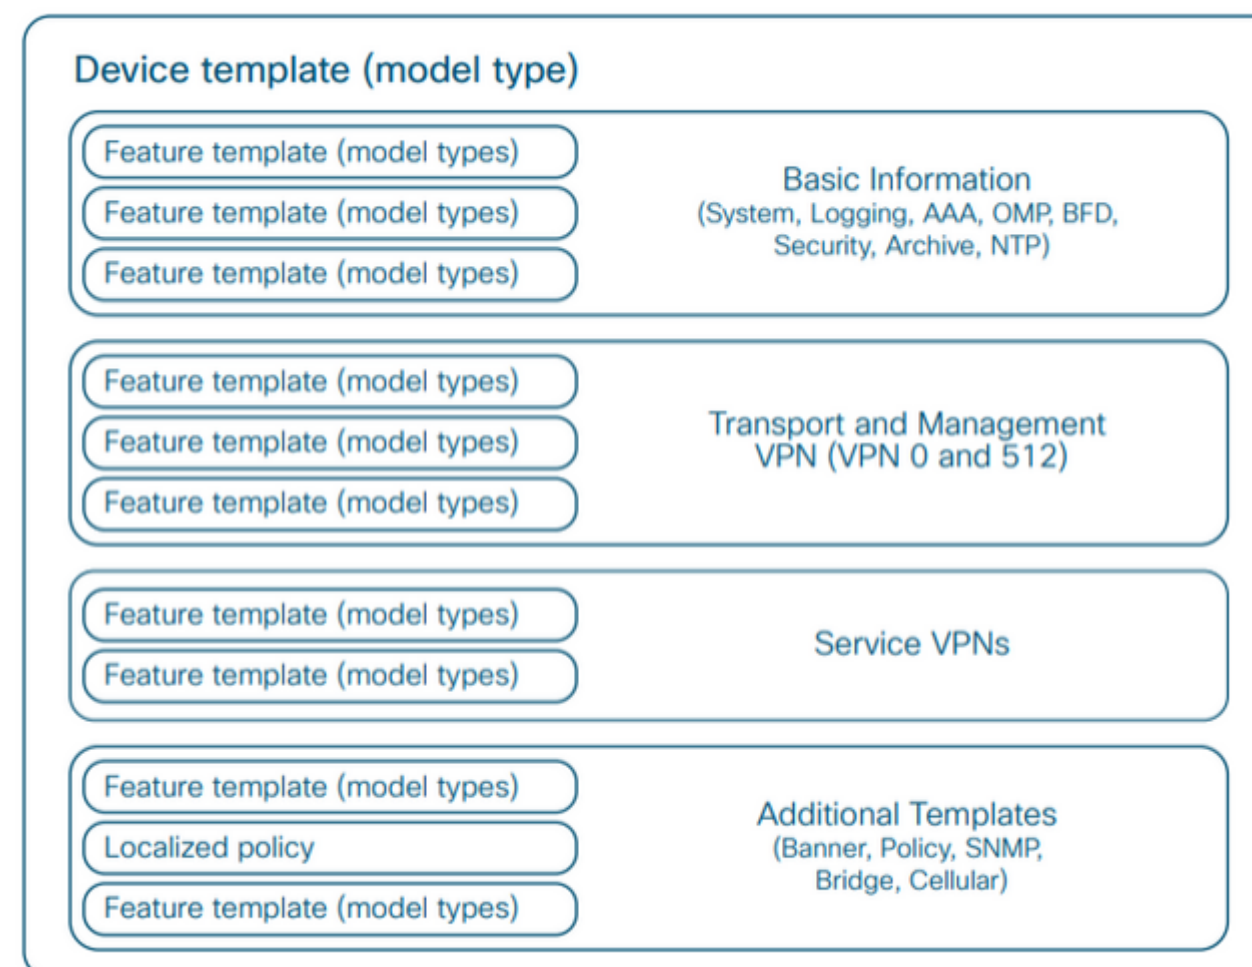 Device template (model type)
Feature template (model types)
Feature template (model types)
Feature template (model types)
Basic Information
(System, Logging, AAA, OMP, BFD,
Security, Archive, NTP)
Feature template (model types)
Feature template (model types)
Feature template (model types)
Transport and Management
VPN (VPN 0 and 512)
Feature template (model types)
Feature template (model types)
Service VPNs
Feature template (model types)
Localized policy
Feature template (model types)
Additional Templates
(Banner, Policy, SNMP,
Bridge, Cellular)